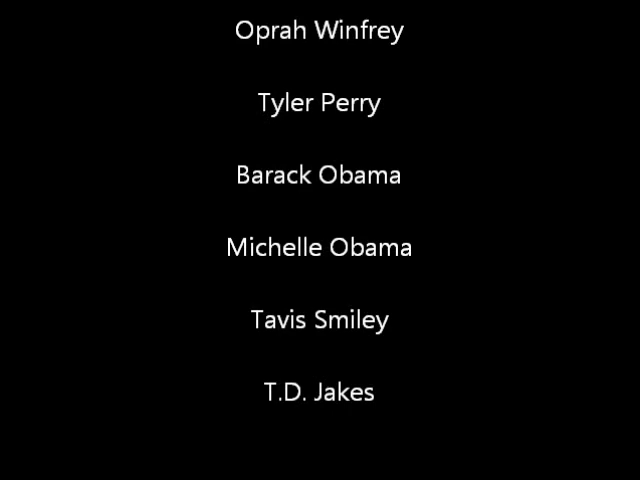 Oprah Winfrey
Tyler Perry
Barack Obama
Michelle Obama
Tavis Smiley
T.D. Jakes